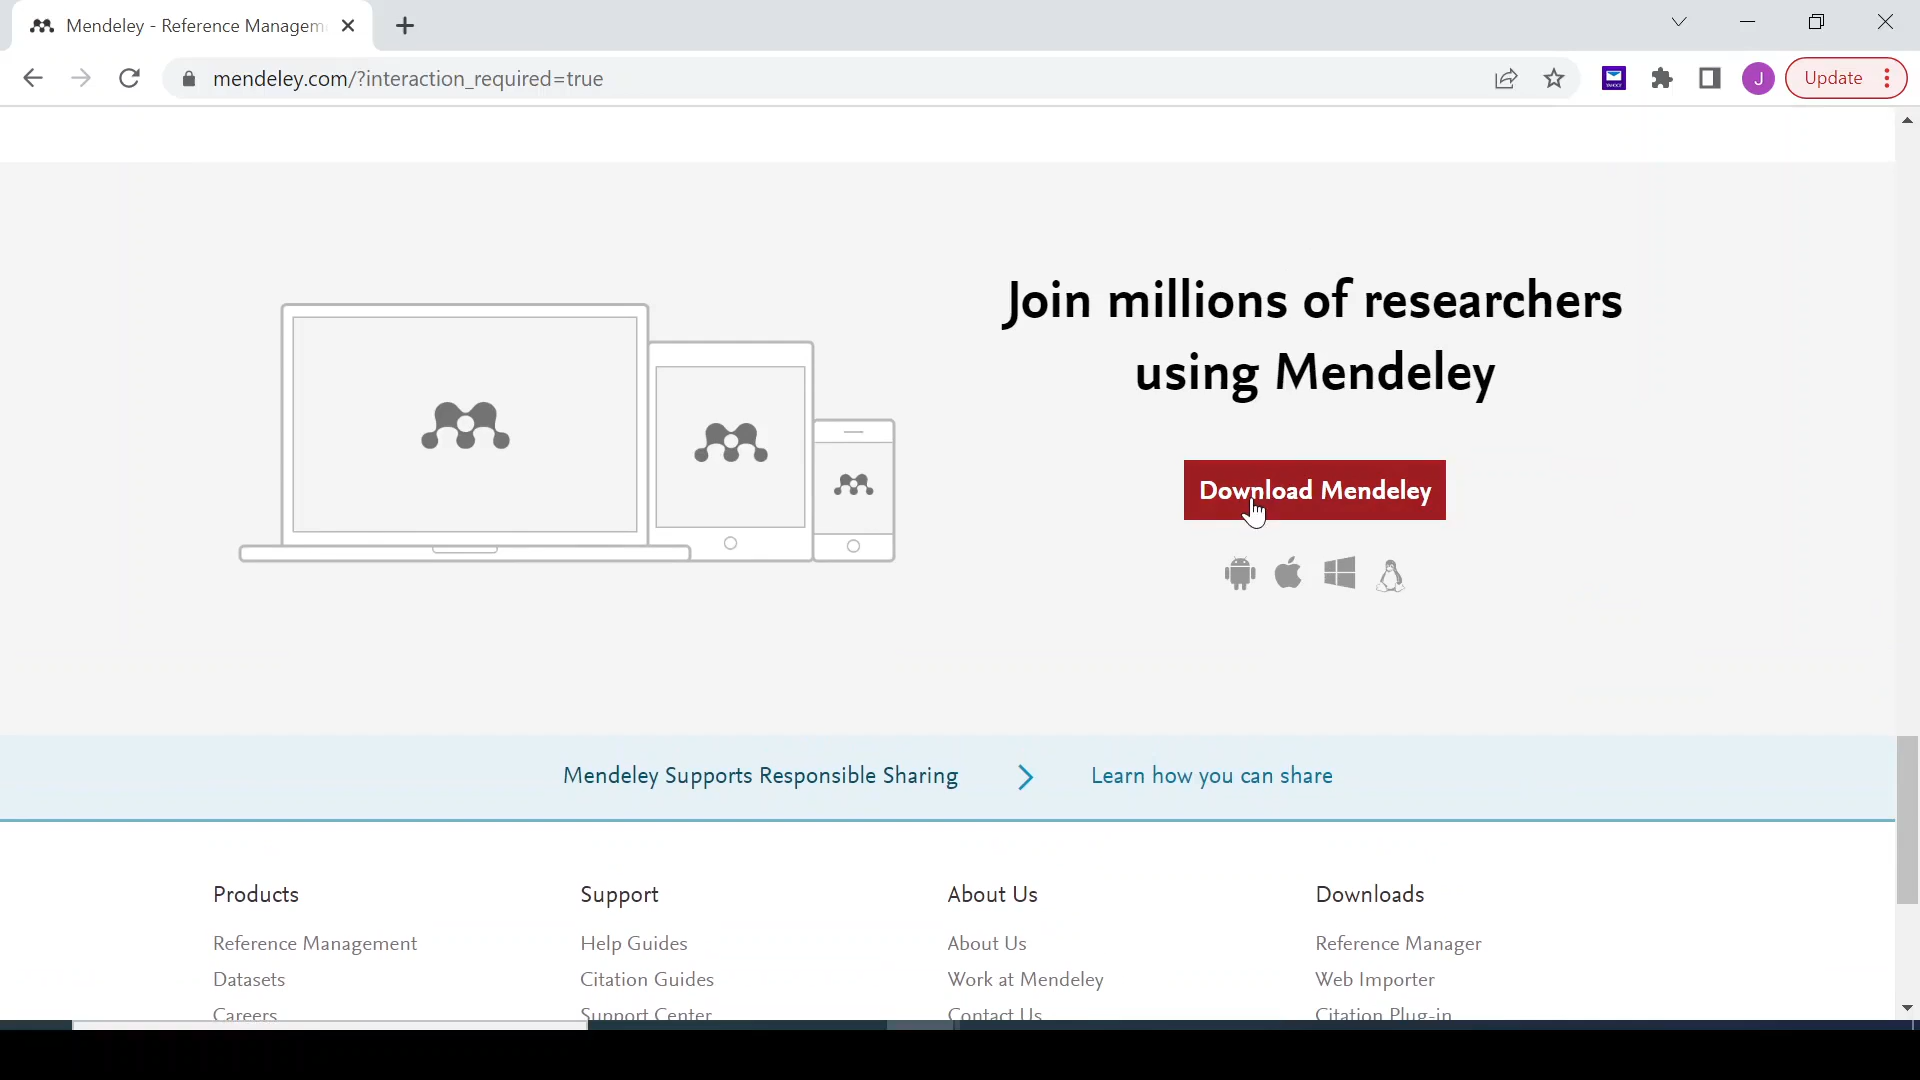 Mendeley - Reference Managem
mendeley.com/?interaction_required=true
J
Update
Join millions of researchers
using Mendeley
Download Mendeley
Mendeley Supports Responsible Sharing
Learn how you can share
Products
Support
About Us
Downloads
Reference Management
Help Guides
About Us
Reference Manager
Datasets
Citation Guides
Work at Mendeley
Web Importer
Careers
Support Center
Contact Us
Citation Plug-in